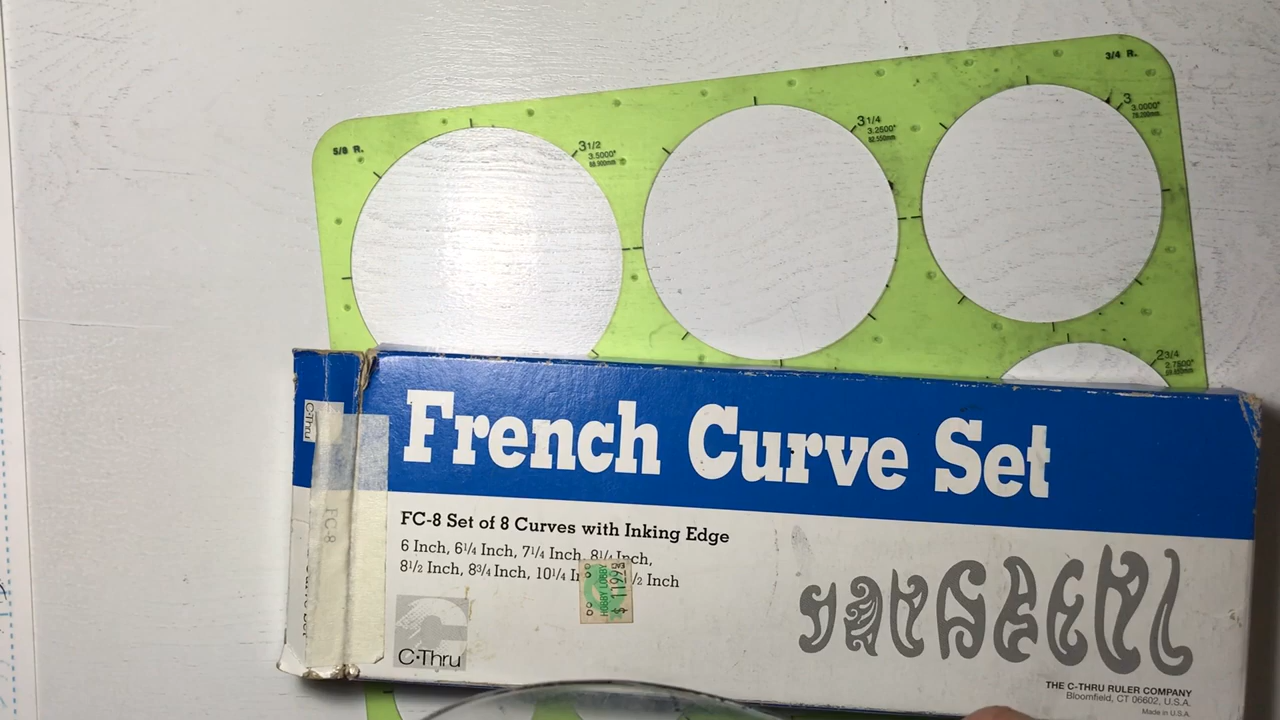 3/4 R.
5/8 R.
3 1/2
3.5000"
3 1/4
3.2500"
3
3.0000"
2 3/4
2.7500"
French Curve Set
FC-8 Set of 8 Curves with Inking Edge
6 Inch, 6 1/4 Inch, 7 1/4 Inch, 8 1/4 Inch,
8 1/2 Inch, 8 3/4 Inch, 10 1/4 1/2 Inch
HOBBY LOBBY
C-Thru
C-Thru
FC-8
THE C-THRU RULER COMPANY
Bloomfield, CT 06602, U.S.A.
Made in U.S.A.